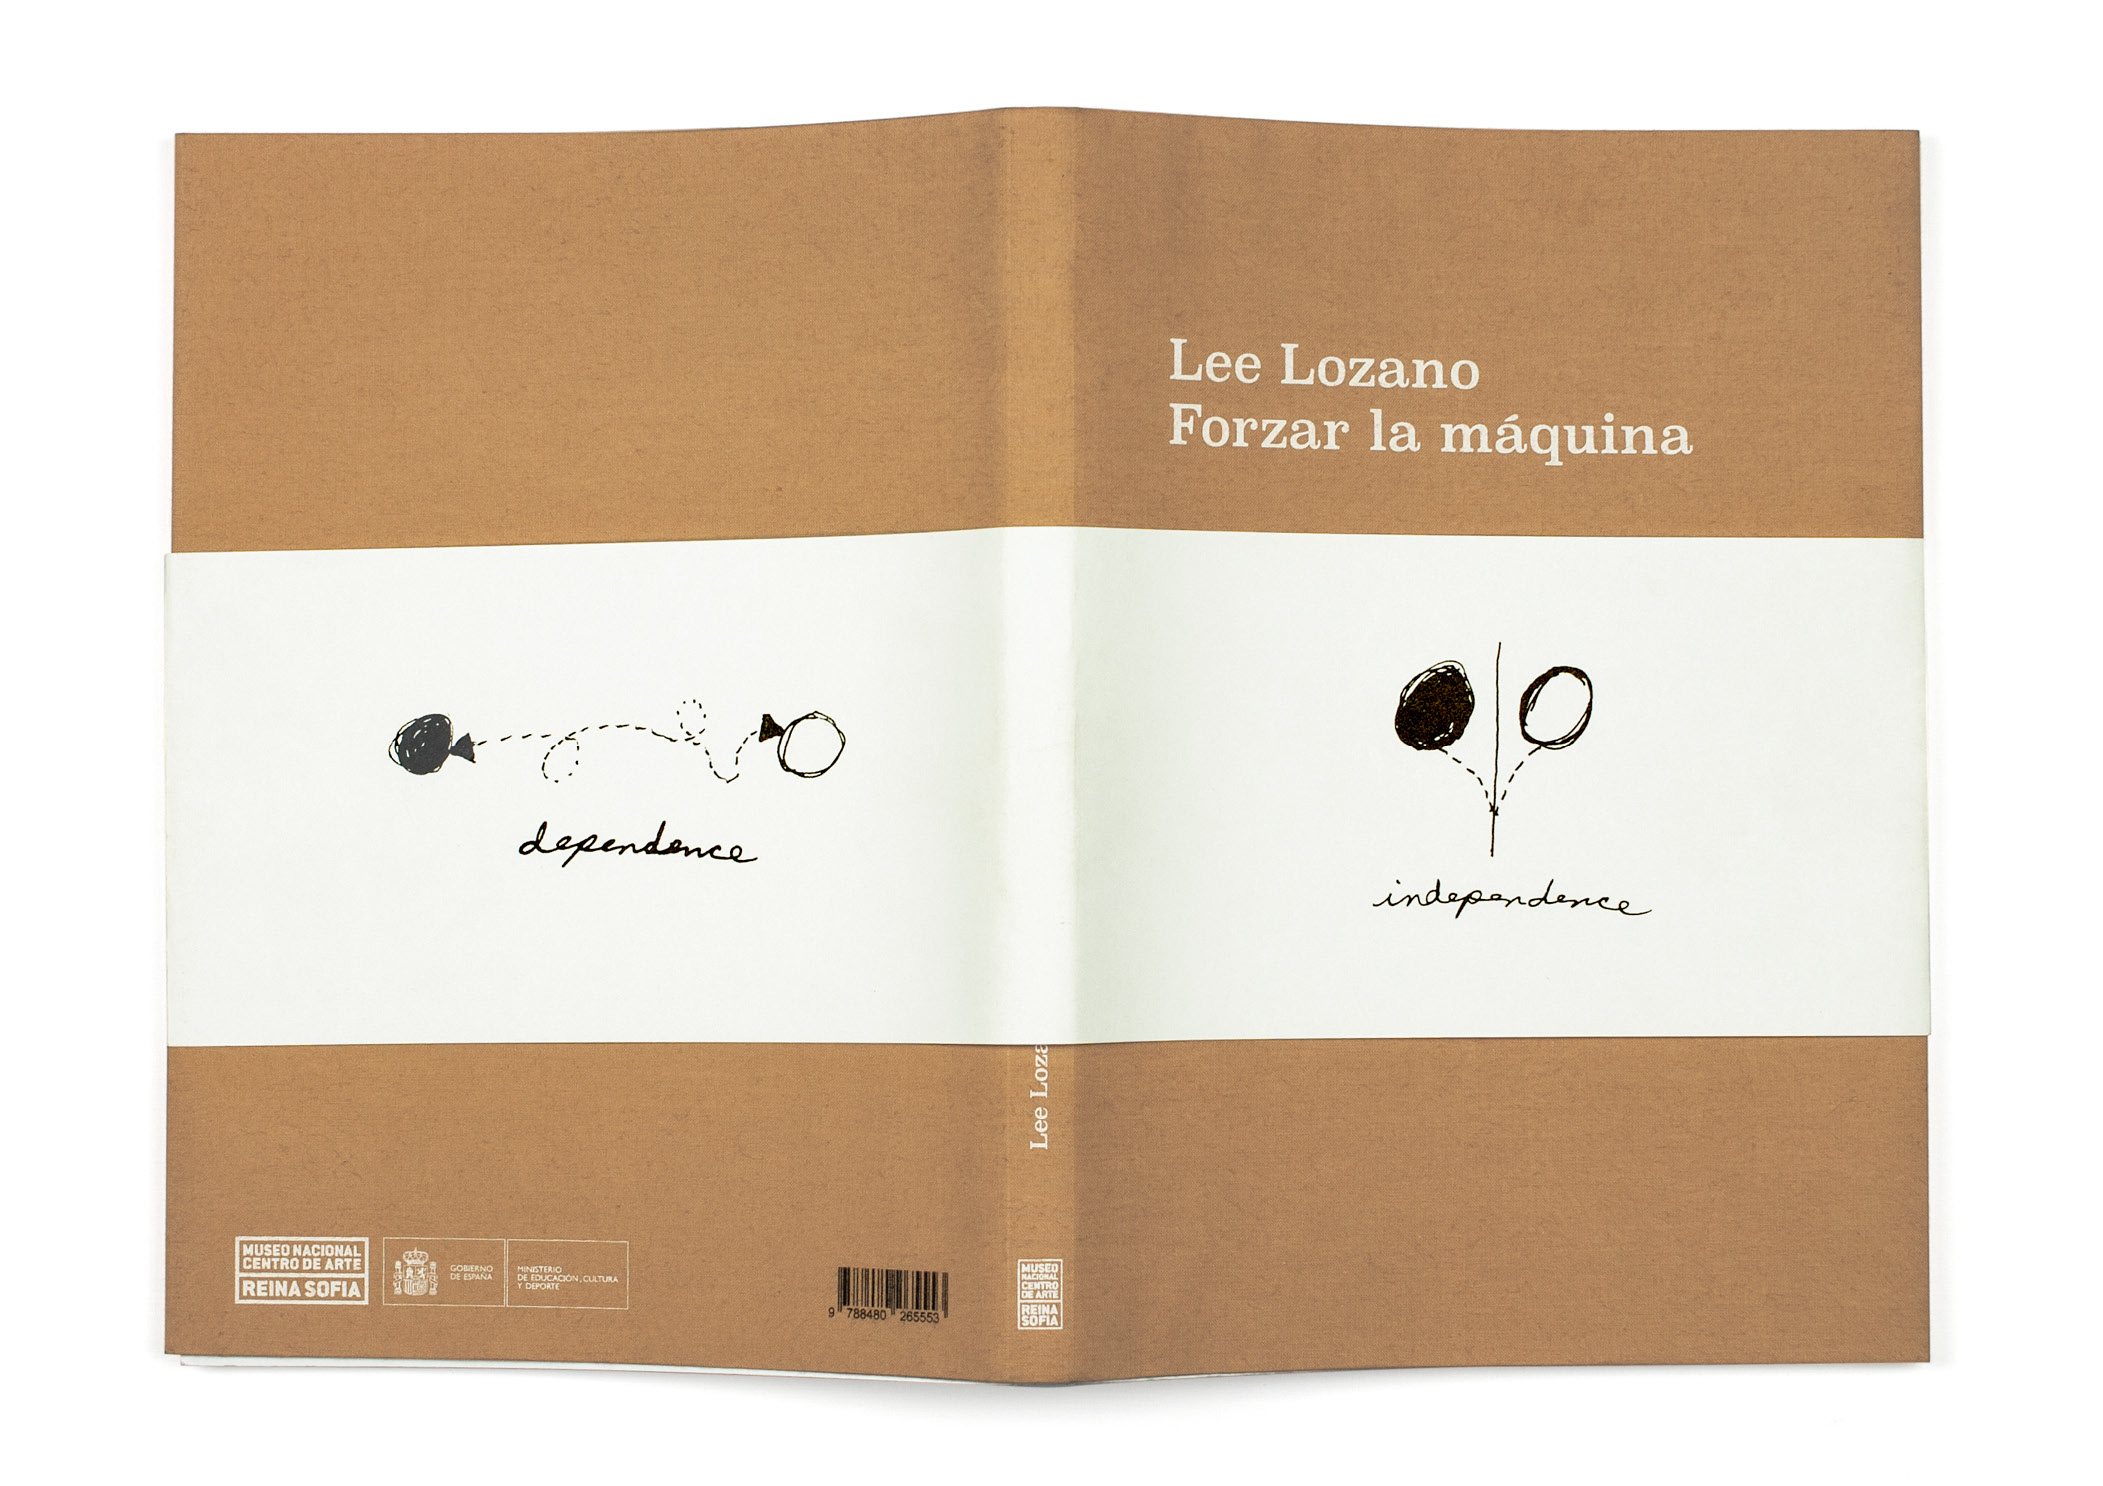 Lee Lozano
Forzar la máquina
dependence
independence
Lee Loza
MUSEO NACIONAL
CENTRO DE ARTE
REINA SOFIA
GOBIERNO
DE ESPAÑA
MINISTERIO
DE EDUCACIÓN, CULTURA
Y DEPORTE
9 788480 265553
MUSEO
NACIONAL
CENTRO
DE ARTE
REINA
SOFIA